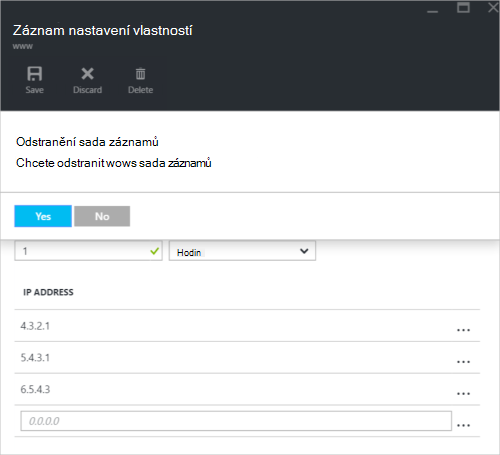 Záznam nastavení vlastností
www
Save Discard Delete
Odstranění sada záznamů
Chcete odstranit wows sada záznamů
Yes No
1 Hodin
IP ADDRESS
4.3.2.1 ...
5.4.3.1 ...
6.5.4.3 ...
0.0.0.0 ...